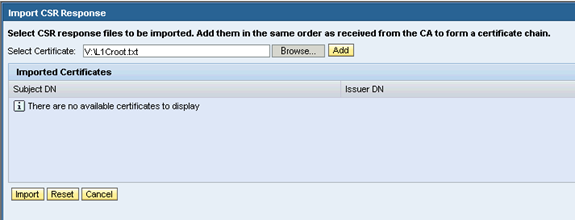 Import CSR Response
Select CSR response files to be imported. Add them in the same order as received from the CA to form a certificate chain.
Select Certificate: V:\L1Croot.txt Browse... Add
Imported Certificates
Subject DN Issuer DN
There are no available certificates to display
Import Reset Cancel